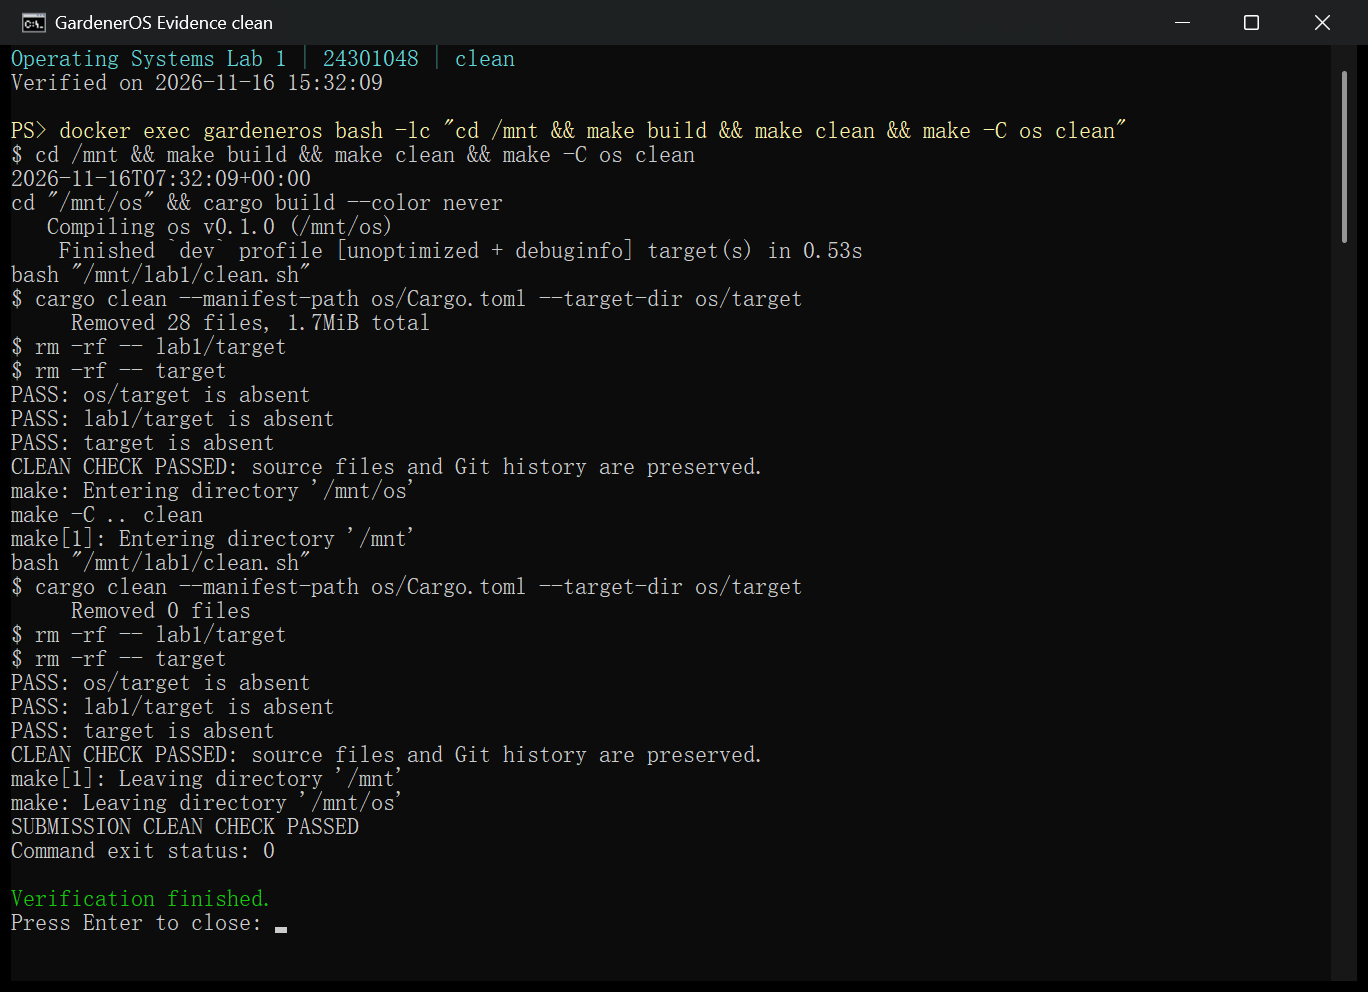 GardenerOS Evidence clean
Operating Systems Lab 1 | 24301048 | clean
Verified on 2026-11-16 15:32:09
PS> docker exec gardeneros bash -lc "cd /mnt && make build && make clean && make -C os clean"
$ cd /mnt && make build && make clean && make -C os clean
2026-11-16T07:32:09+00:00
cd "/mnt/os" && cargo build --color never
   Compiling os v0.1.0 (/mnt/os)
    Finished `dev` profile [unoptimized + debuginfo] target(s) in 0.53s
bash "/mnt/lab1/clean.sh"
$ cargo clean --manifest-path os/Cargo.toml --target-dir os/target
     Removed 28 files, 1.7MiB total
$ rm -rf -- lab1/target
$ rm -rf -- target
PASS: os/target is absent
PASS: lab1/target is absent
PASS: target is absent
CLEAN CHECK PASSED: source files and Git history are preserved.
make: Entering directory '/mnt/os'
make -C .. clean
make[1]: Entering directory '/mnt'
bash "/mnt/lab1/clean.sh"
$ cargo clean --manifest-path os/Cargo.toml --target-dir os/target
     Removed 0 files
$ rm -rf -- lab1/target
$ rm -rf -- target
PASS: os/target is absent
PASS: lab1/target is absent
PASS: target is absent
CLEAN CHECK PASSED: source files and Git history are preserved.
make[1]: Leaving directory '/mnt'
make: Leaving directory '/mnt/os'
SUBMISSION CLEAN CHECK PASSED
Command exit status: 0
Verification finished.
Press Enter to close: